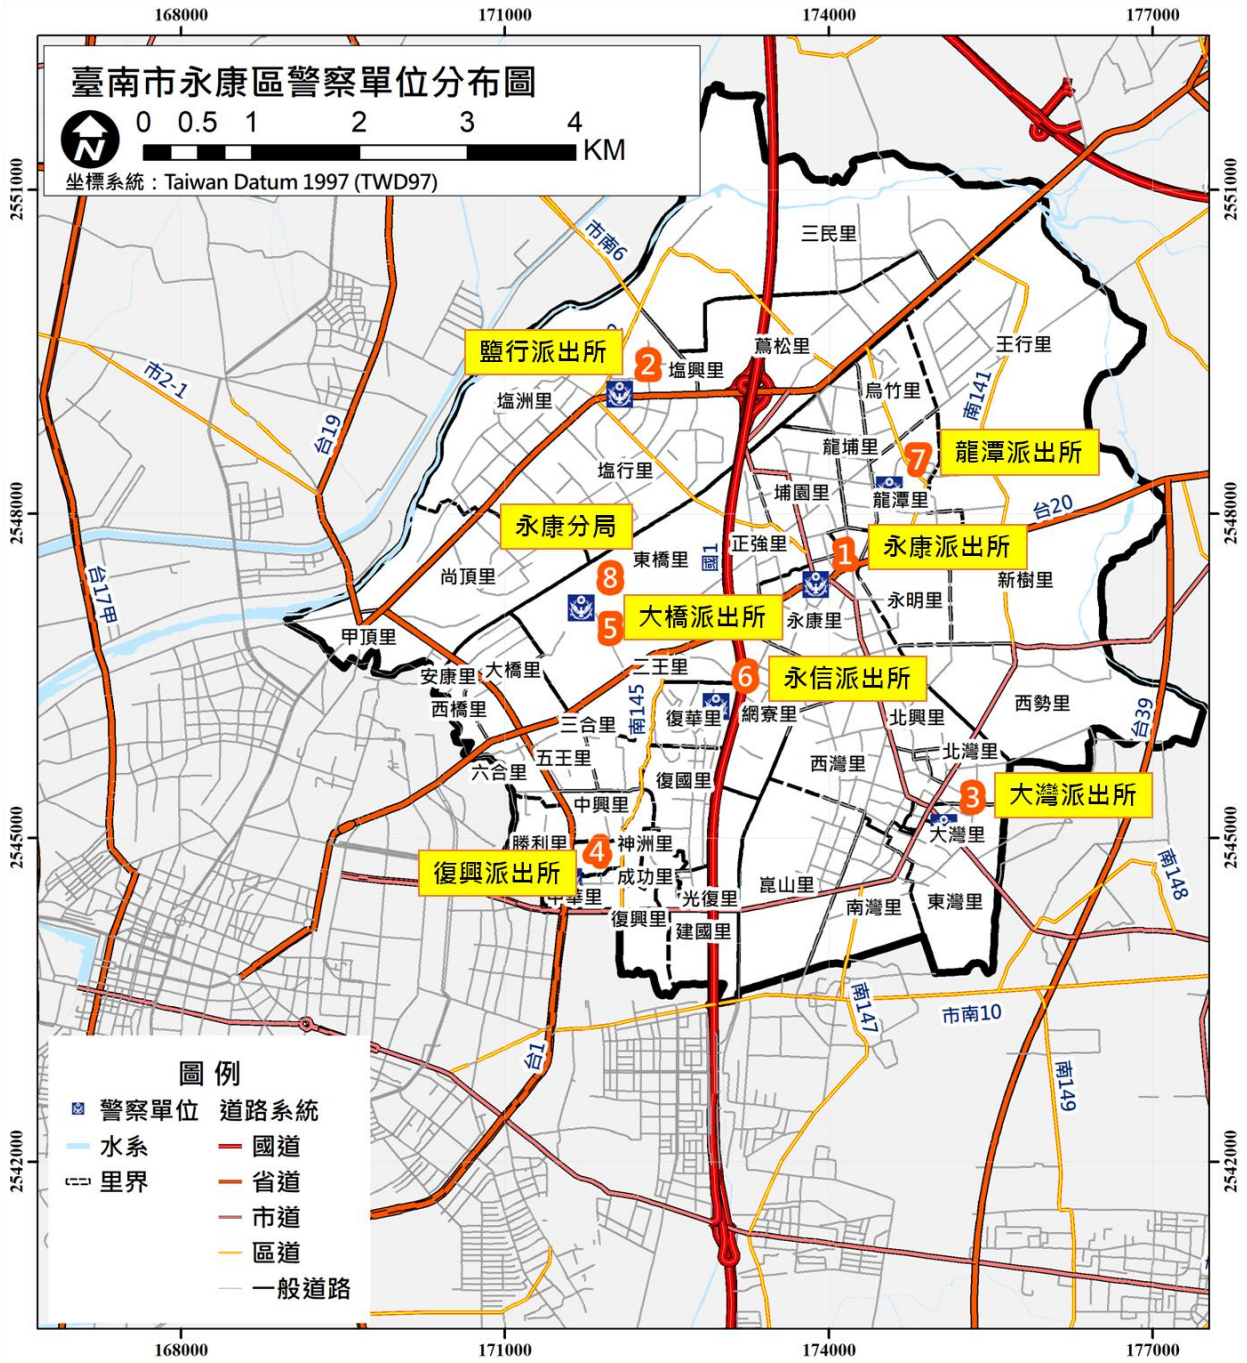 168000
171000
174000
177000
臺南市永康區警察單位分布圖
0 0.5 1 2 3 4
KM
N
坐標系統：Taiwan Datum 1997 (TWD97)
2551000
2551000
三民里
市南6
鹽行派出所
2
塩興里
蔦松里
王行里
市2-1
塩洲里
烏竹里
南141
台19
龍埔里
7
龍潭派出所
塩行里
埔園里
龍潭里
2548000
2548000
台20
永康分局
正強里
1
永康派出所
國1
東橋里
尚頂里
8
新樹里
台17甲
永明里
5
大橋派出所
永康里
甲頂里
二王里
安康里
大橋里
6
永信派出所
西橋里
南145
復華里
網寮里
北興里
西勢里
台39
三合里
五王里
北灣里
西灣里
六合里
復國里
3
大灣派出所
中興里
2545000
2545000
勝利里
4
神洲里
大灣里
復興派出所
成功里
崑山里
南148
中華里
光復里
南灣里
東灣里
復興里
建國里
南147
市南10
台1
南149
圖例
警察單位
道路系統
水系
國道
里界
省道
市道
區道
一般道路
2542000
2542000
168000
171000
174000
177000